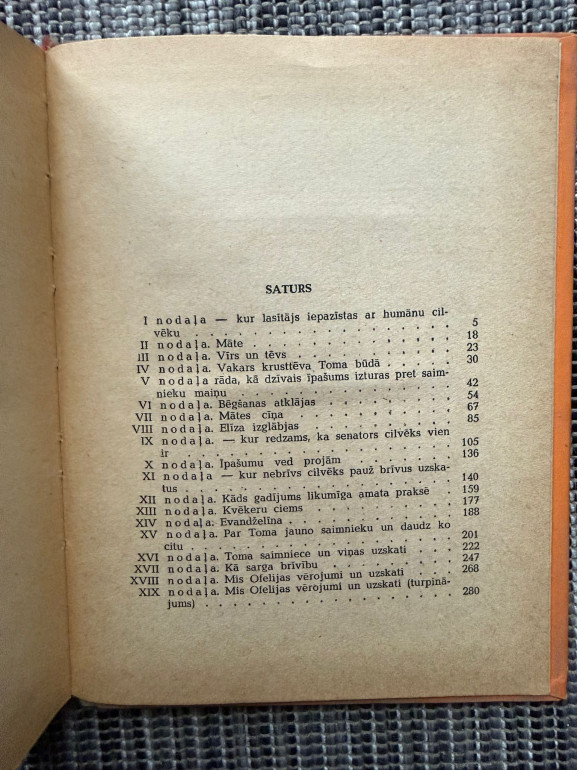 SATURS
I nodaļa — kur lasītājs iepazīstas ar humānu cil-
vēku . . . . . . . . . . . . . . . . 5
II nodaļa. Māte . . . . . . . . . . . . . 18
III nodaļa. Vīrs un tēvs . . . . . . . . . . 23
IV nodaļa. Vakars krusttēva Toma būdā . . . . 30
V nodaļa rāda, kā dzīvais īpašums izturas pret saim-
nieku maiņu . . . . . . . . . . . . . 42
VI nodaļa. Bēgšanas atklājas . . . . . . . . 54
VII nodaļa. Mātes cīņa . . . . . . . . . . 67
VIII nodaļa. Elīza izglābjas . . . . . . . . . 85
IX nodaļa. — kur redzams, ka senators cilvēks vien
ir . . . . . . . . . . . . . . . . . 105
X nodaļa. Īpašumu ved projām . . . . . . . 136
XI nodaļa — kur nebrīvs cilvēks pauž brīvus uzska-
tus . . . . . . . . . . . . . . . . 140
XII nodaļa. Kāds gadījums likumīga amata praksē . 159
XIII nodaļa. Kvēkeru ciems . . . . . . . . . 177
XIV nodaļa. Evandželīna . . . . . . . . . . 188
XV nodaļa. Par Toma jauno saimnieku un daudz ko
citu . . . . . . . . . . . . . . . . 201
XVI nodaļa. Toma saimniece un viņas uzskati . . . 222
XVII nodaļa. Kā sarga brīvību . . . . . . . . 247
XVIII nodaļa. Mis Ofelijas vērojumi un uzskati . . . 268
XIX nodaļa. Mis Ofelijas vērojumi un uzskati (turpinā-
jums) . . . . . . . . . . . . . . . 280